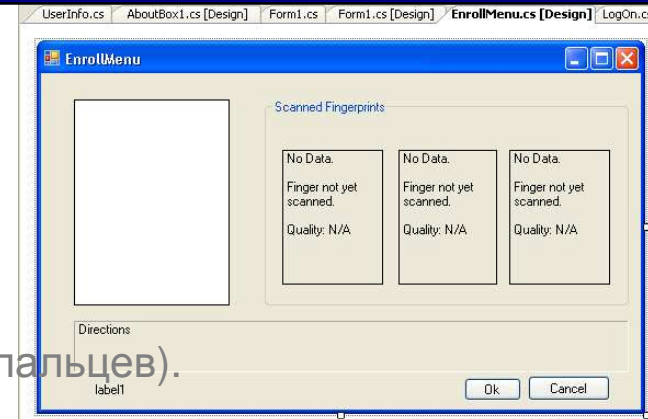 UserInfo.cs AboutBox1.cs [Design] Form1.cs Form1.cs [Design] EnrollMenu.cs [Design] LogOn.cs
EnrollMenu
Scanned Fingerprints
No Data. No Data. No Data.
Finger not yet Finger not yet Finger not yet
scanned. scanned. scanned.
Quality: N/A Quality: N/A Quality: N/A
Directions
пальцев).
label1 Ok Cancel